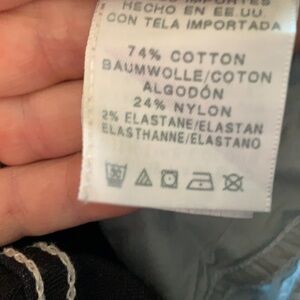 IMPORTES
HECHO EN EE.UU
CON TELA IMPORTADA
74% COTTON
BAUMWOLLE/COTON
ALGODÓN
24% NYLON
2% ELASTANE/ELASTAN
ELASTHANNE/ELASTANO